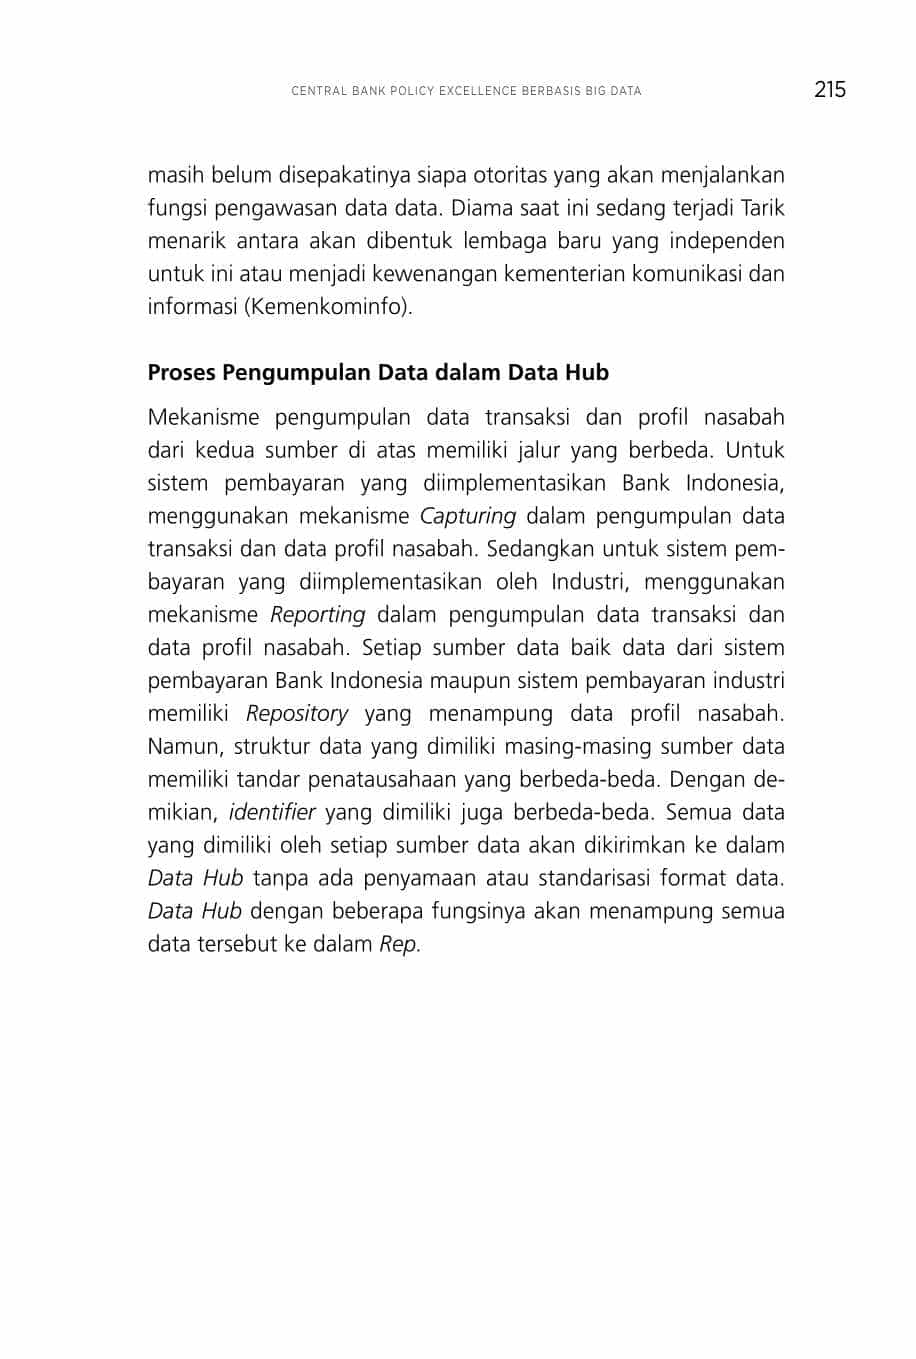 CENTRAL BANK POLICY EXCELLENCE BERBASIS BIG DATA 215
masih belum disepakatinya siapa otoritas yang akan menjalankan
fungsi pengawasan data data. Diama saat ini sedang terjadi Tarik
menarik antara akan dibentuk lembaga baru yang independen
untuk ini atau menjadi kewenangan kementerian komunikasi dan
informasi (Kemenkominfo).
Proses Pengumpulan Data dalam Data Hub
Mekanisme pengumpulan data transaksi dan profil nasabah
dari kedua sumber di atas memiliki jalur yang berbeda. Untuk
sistem pembayaran yang diimplementasikan Bank Indonesia,
menggunakan mekanisme Capturing dalam pengumpulan data
transaksi dan data profil nasabah. Sedangkan untuk sistem pem-
bayaran yang diimplementasikan oleh Industri, menggunakan
mekanisme Reporting dalam pengumpulan data transaksi dan
data profil nasabah. Setiap sumber data baik data dari sistem
pembayaran Bank Indonesia maupun sistem pembayaran industri
memiliki Repository yang menampung data profil nasabah.
Namun, struktur data yang dimiliki masing-masing sumber data
memiliki tandar penatausahaan yang berbeda-beda. Dengan de-
mikian, identifier yang dimiliki juga berbeda-beda. Semua data
yang dimiliki oleh setiap sumber data akan dikirimkan ke dalam
Data Hub tanpa ada penyamaan atau standarisasi format data.
Data Hub dengan beberapa fungsinya akan menampung semua
data tersebut ke dalam Rep.